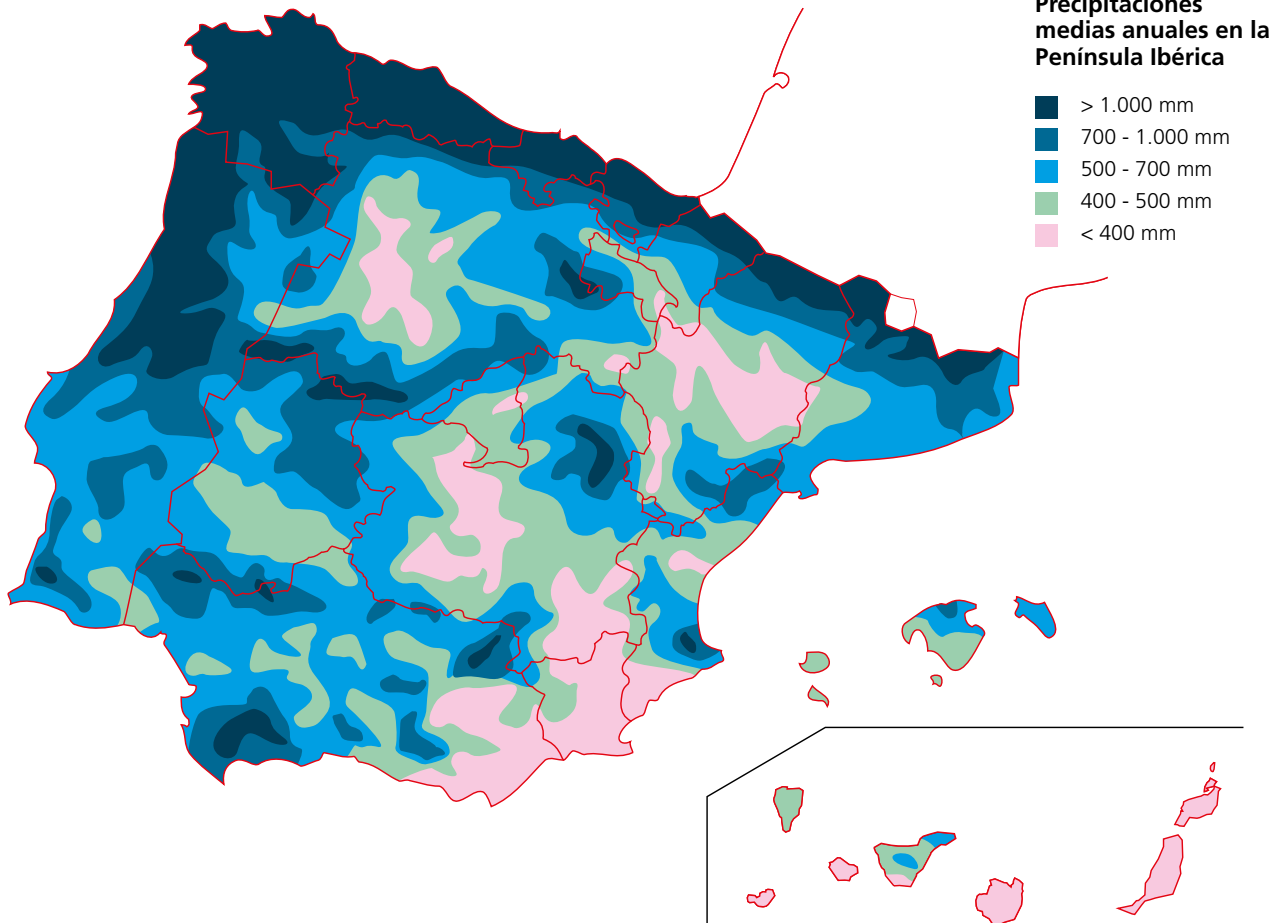 Precipitaciones
medias anuales en la
Península Ibérica
> 1.000 mm
700 - 1.000 mm
500 - 700 mm
400 - 500 mm
< 400 mm